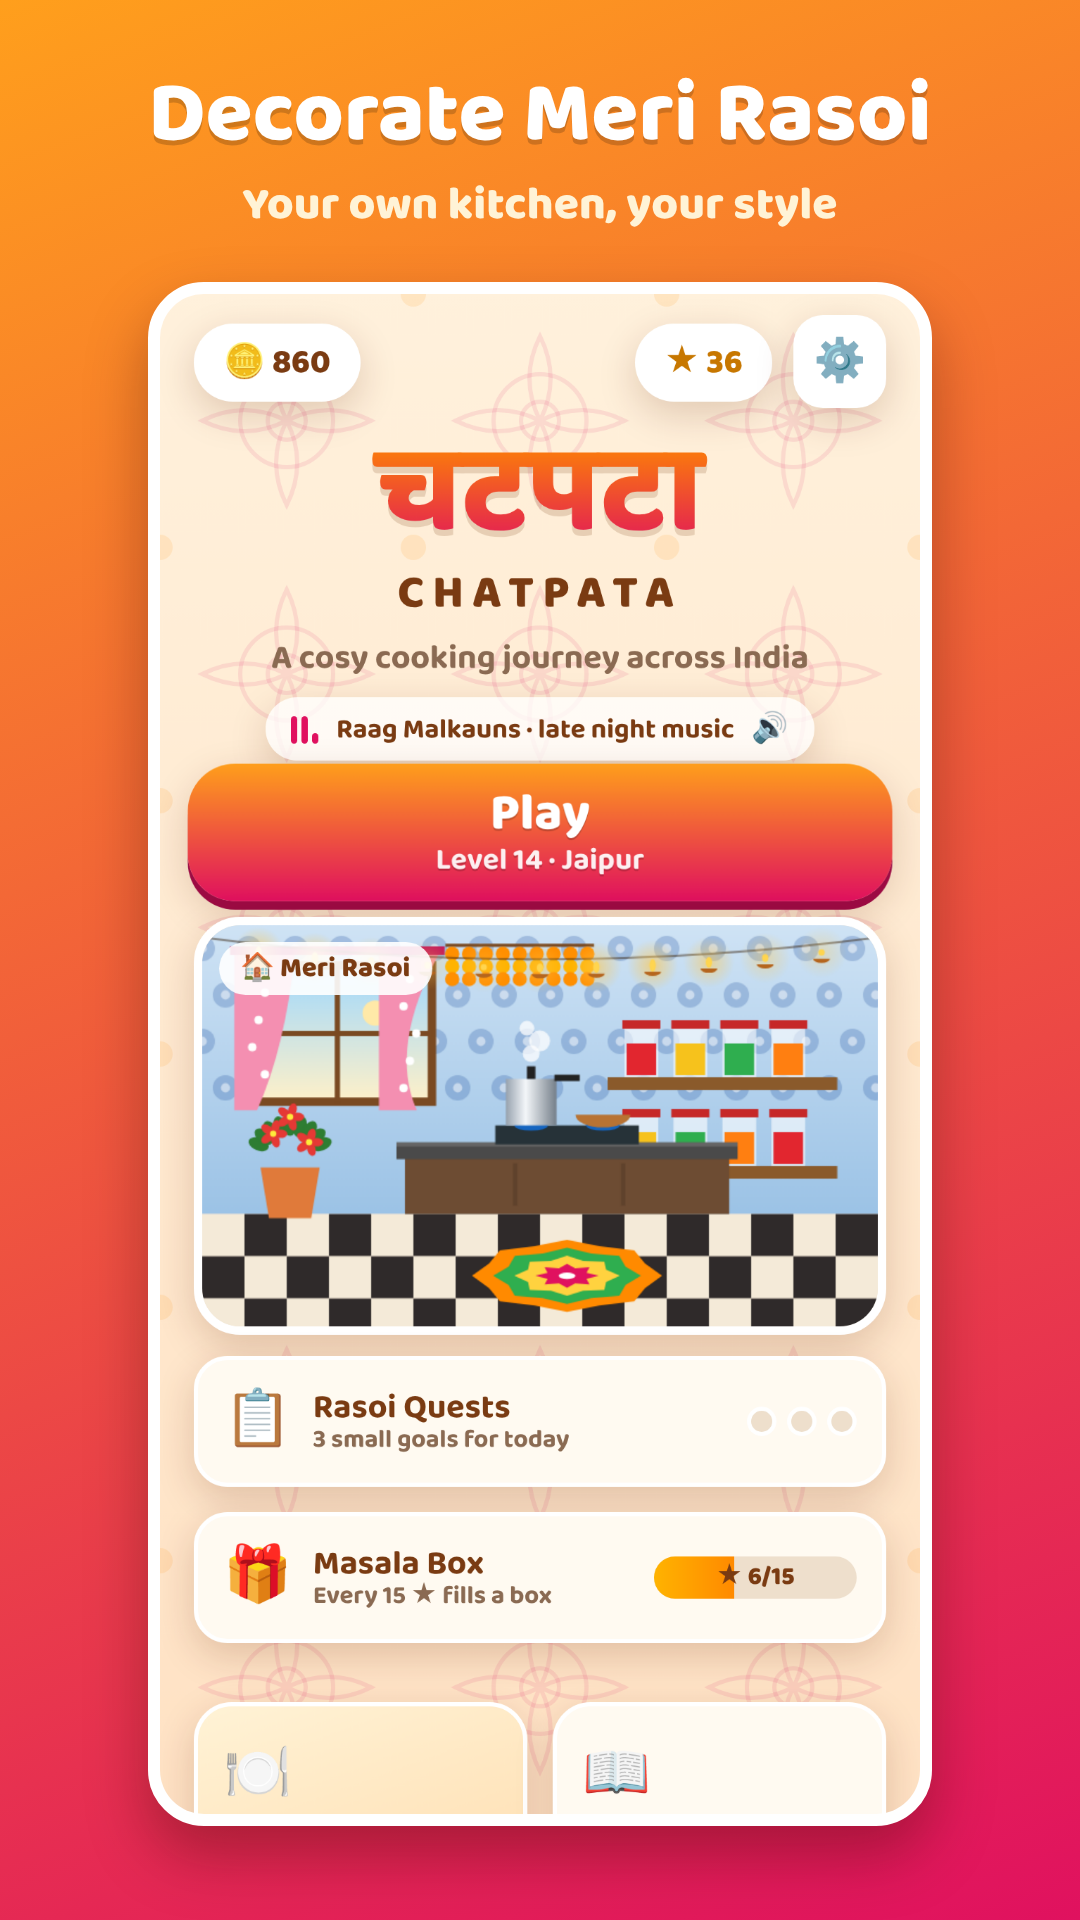 Decorate Meri Rasoi
Your own kitchen, your style
860
★ 36
चटपटा
CHATPATA
A cosy cooking journey across India
Raag Malkauns · late night music
Play
Level 14 · Jaipur
Meri Rasoi
Rasoi Quests
3 small goals for today
Masala Box
Every 15 ★ fills a box
★ 6/15